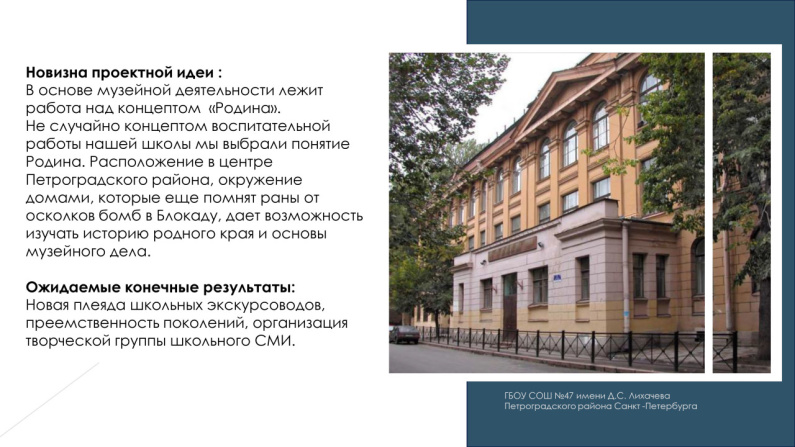 Новизна проектной идеи :
В основе музейной деятельности лежит
работа над концептом «Родина».
Не случайно концептом воспитательной
работы нашей школы мы выбрали понятие
Родина. Расположение в центре
Петроградского района, окружение
домами, которые еще помнят раны от
осколков бомб в Блокаду, дает возможность
изучать историю родного края и основы
музейного дела.
Ожидаемые конечные результаты:
Новая плеяда школьных экскурсоводов,
преемственность поколений, организация
творческой группы школьного СМИ.
ГБОУ СОШ №47 имени Д.С. Лихачева
Петроградского района Санкт -Петербурга